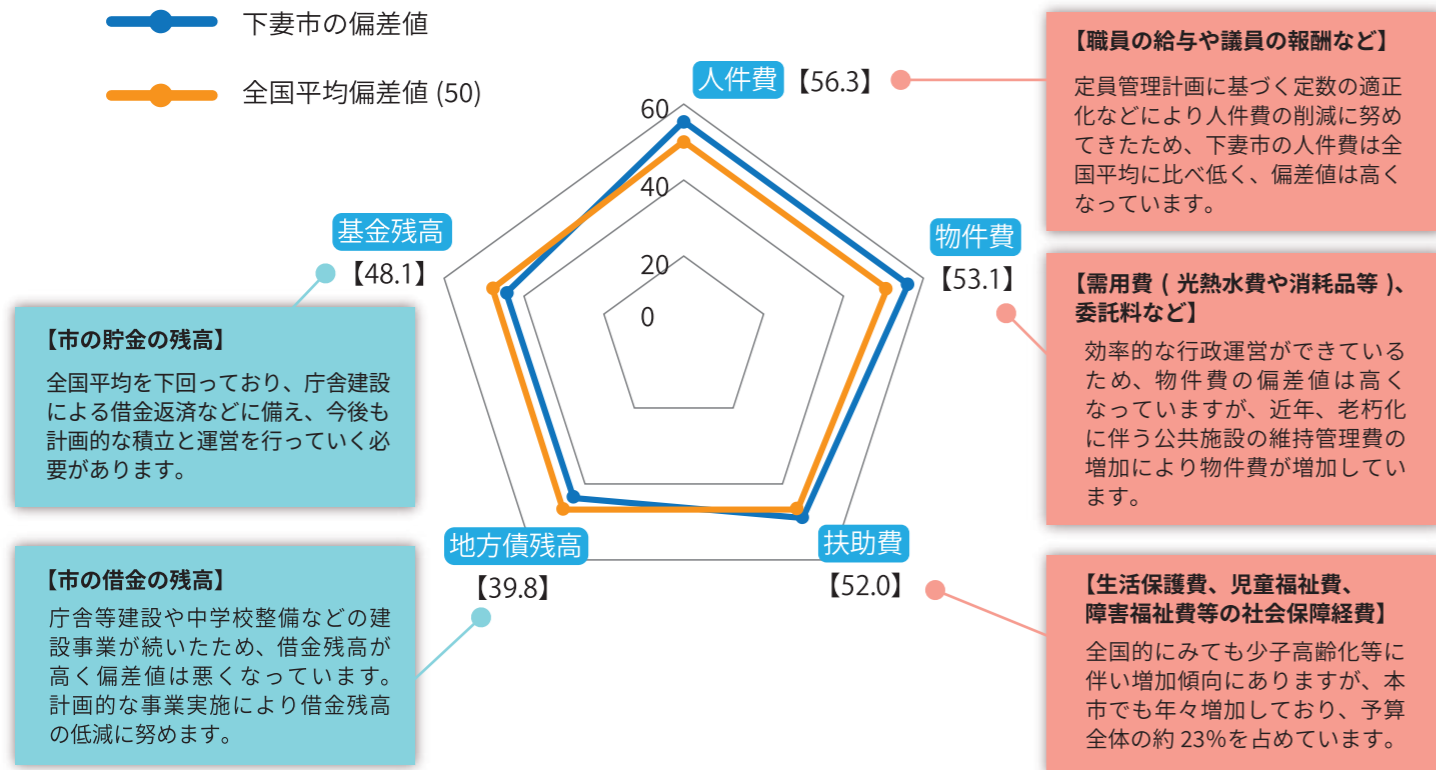 下妻市の偏差値
全国平均偏差値 (50)
人件費 【56.3】
60
40
20
0
【職員の給与や議員の報酬など】
定員管理計画に基づく定数の適正
化などにより人件費の削減に努め
てきたため、下妻市の人件費は全
国平均に比べ低く、偏差値は高く
なっています。
物件費
【53.1】
【需用費 ( 光熱水費や消耗品等 )、
委託料など】
効率的な行政運営ができている
ため、物件費の偏差値は高く
なっていますが、近年、老朽化
に伴う公共施設の維持管理費の
増加により物件費が増加してい
ます。
扶助費
【52.0】
【生活保護費、児童福祉費、
障害福祉費等の社会保障経費】
全国的にみても少子高齢化等に
伴い増加傾向にありますが、本
市でも年々増加しており、予算
全体の約 23%を占めています。
基金残高
【48.1】
【市の貯金の残高】
全国平均を下回っており、庁舎建設
による借金返済などに備え、今後も
計画的な積立と運営を行っていく必
要があります。
地方債残高
【39.8】
【市の借金の残高】
庁舎等建設や中学校整備などの建
設事業が続いたため、借金残高が
高く偏差値は悪くなっています。
計画的な事業実施により借金残高
の低減に努めます。